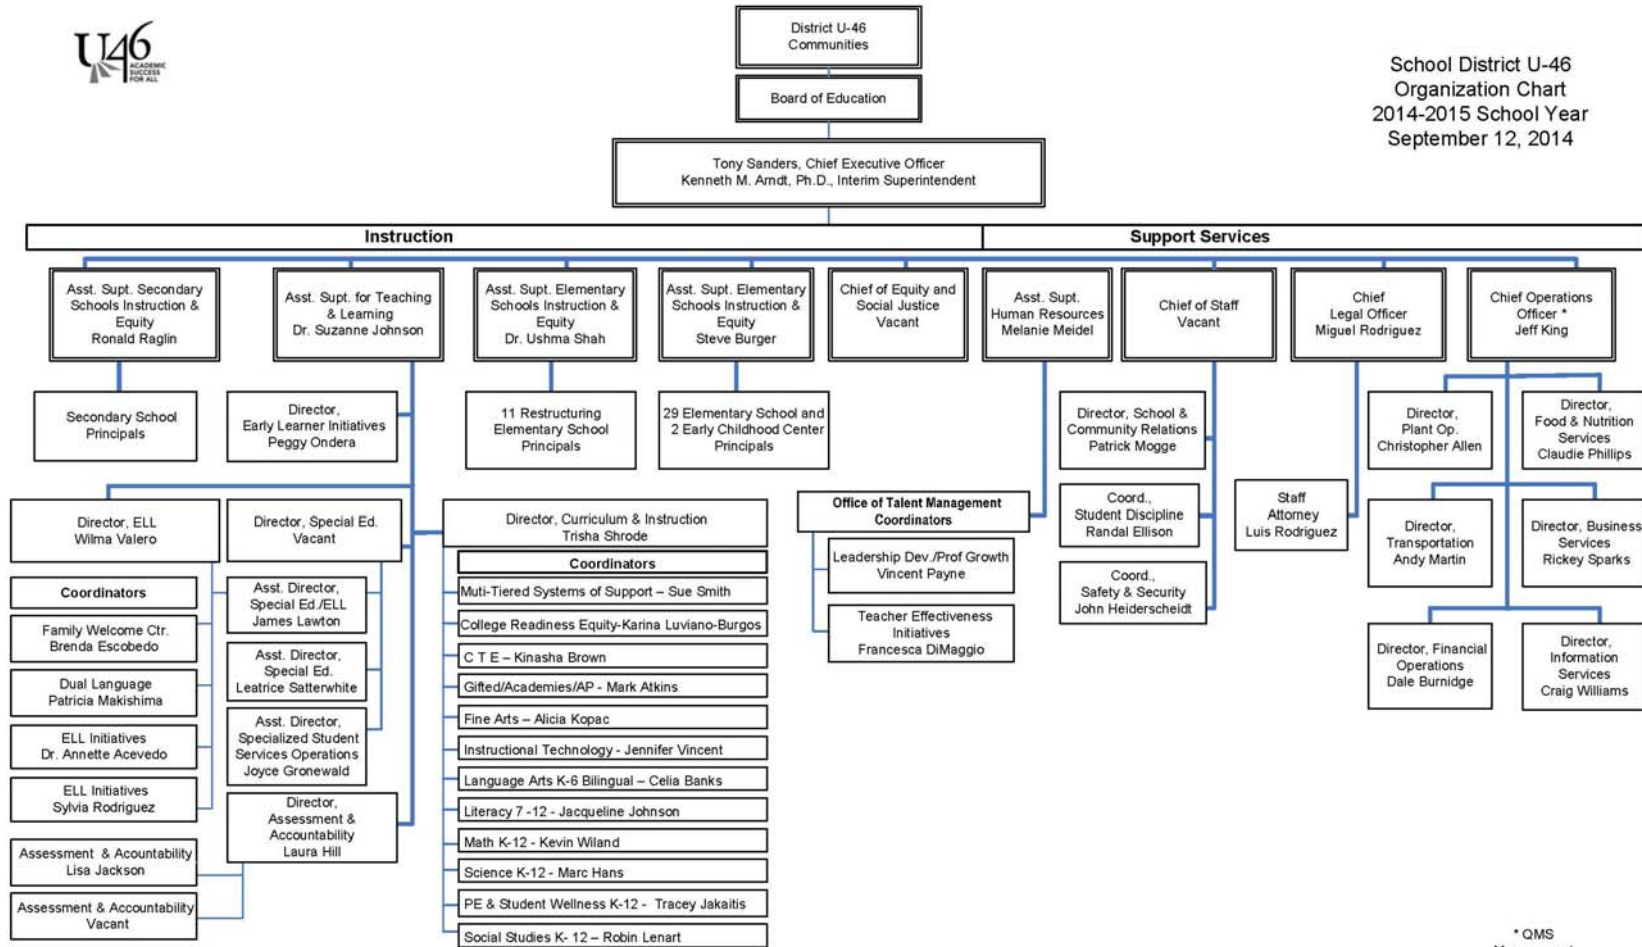 U46
ACADEMIC
SUCCESS
FOR ALL
District U-46
Communities
Board of Education
Tony Sanders, Chief Executive Officer
Kenneth M. Arndt, Ph.D., Interim Superintendent
School District U-46
Organization Chart
2014-2015 School Year
September 12, 2014
Instruction
Support Services
Asst. Supt. Secondary
Schools Instruction &
Equity
Ronald Raglin
Asst. Supt. for Teaching
& Learning
Dr. Suzanne Johnson
Asst. Supt. Elementary
Schools Instruction &
Equity
Dr. Ushma Shah
Asst. Supt. Elementary
Schools Instruction &
Equity
Steve Burger
Chief of Equity and
Social Justice
Vacant
Asst. Supt.
Human Resources
Melanie Meidel
Chief of Staff
Vacant
Chief
Legal Officer
Miguel Rodriguez
Chief Operations
Officer *
Jeff King
Secondary School
Principals
Director,
Early Learner Initiatives
Peggy Ondera
11 Restructuring
Elementary School
Principals
29 Elementary School and
2 Early Childhood Center
Principals
Director, School &
Community Relations
Patrick Mogge
Director,
Plant Op.
Christopher Allen
Director,
Food & Nutrition
Services
Claudie Phillips
Director, ELL
Wilma Valero
Director, Special Ed.
Vacant
Director, Curriculum & Instruction
Trisha Shrode
Office of Talent Management
Coordinators
Leadership Dev./Prof Growth
Vincent Payne
Teacher Effectiveness
Initiatives
Francesca DiMaggio
Coord.,
Student Discipline
Randal Ellison
Coord.,
Safety & Security
John Heiderscheidt
Staff
Attorney
Luis Rodriguez
Director,
Transportation
Andy Martin
Director, Business
Services
Rickey Sparks
Director, Financial
Operations
Dale Burnidge
Director,
Information
Services
Craig Williams
Coordinators
Family Welcome Ctr.
Brenda Escobedo
Dual Language
Patricia Makishima
ELL Initiatives
Dr. Annette Acevedo
ELL Initiatives
Sylvia Rodriguez
Asst. Director,
Special Ed./ELL
James Lawton
Asst. Director,
Special Ed.
Leatrice Satterwhite
Asst. Director,
Specialized Student
Services Operations
Joyce Gronewald
Director,
Assessment &
Accountability
Laura Hill
Assessment & Acountability
Lisa Jackson
Assessment & Accountability
Vacant
Coordinators
Muti-Tiered Systems of Support – Sue Smith
College Readiness Equity-Karina Luviano-Burgos
C T E – Kinasha Brown
Gifted/Academies/AP - Mark Atkins
Fine Arts – Alicia Kopac
Instructional Technology - Jennifer Vincent
Language Arts K-6 Bilingual – Celia Banks
Literacy 7 -12 - Jacqueline Johnson
Math K-12 - Kevin Wiland
Science K-12 - Marc Hans
PE & Student Wellness K-12 - Tracey Jakaitis
Social Studies K- 12 – Robin Lenart
* QMS